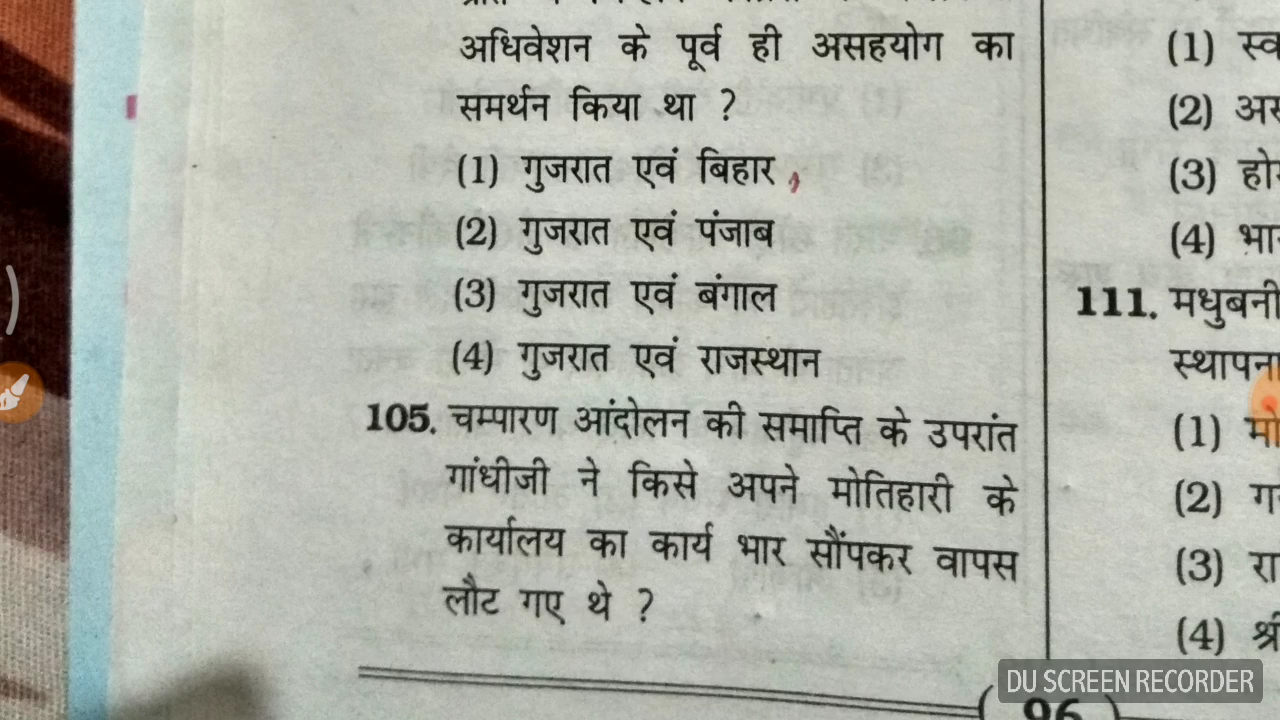 अधिवेशन के पूर्व ही असहयोग का
समर्थन किया था ?
(1) गुजरात एवं बिहार
(2) गुजरात एवं पंजाब
(3) गुजरात एवं बंगाल
(4) गुजरात एवं राजस्थान
105. चम्पारण आंदोलन की समाप्ति के उपरांत
गांधीजी ने किसे अपने मोतिहारी के
कार्यालय का कार्य भार सौंपकर वापस
लौट गए थे ?
(1)
(2)
(3)
(4)
111. मधुबनी
स्थापना
(1)
(2)
(3)
(4)
96
DU SCREEN RECORDER